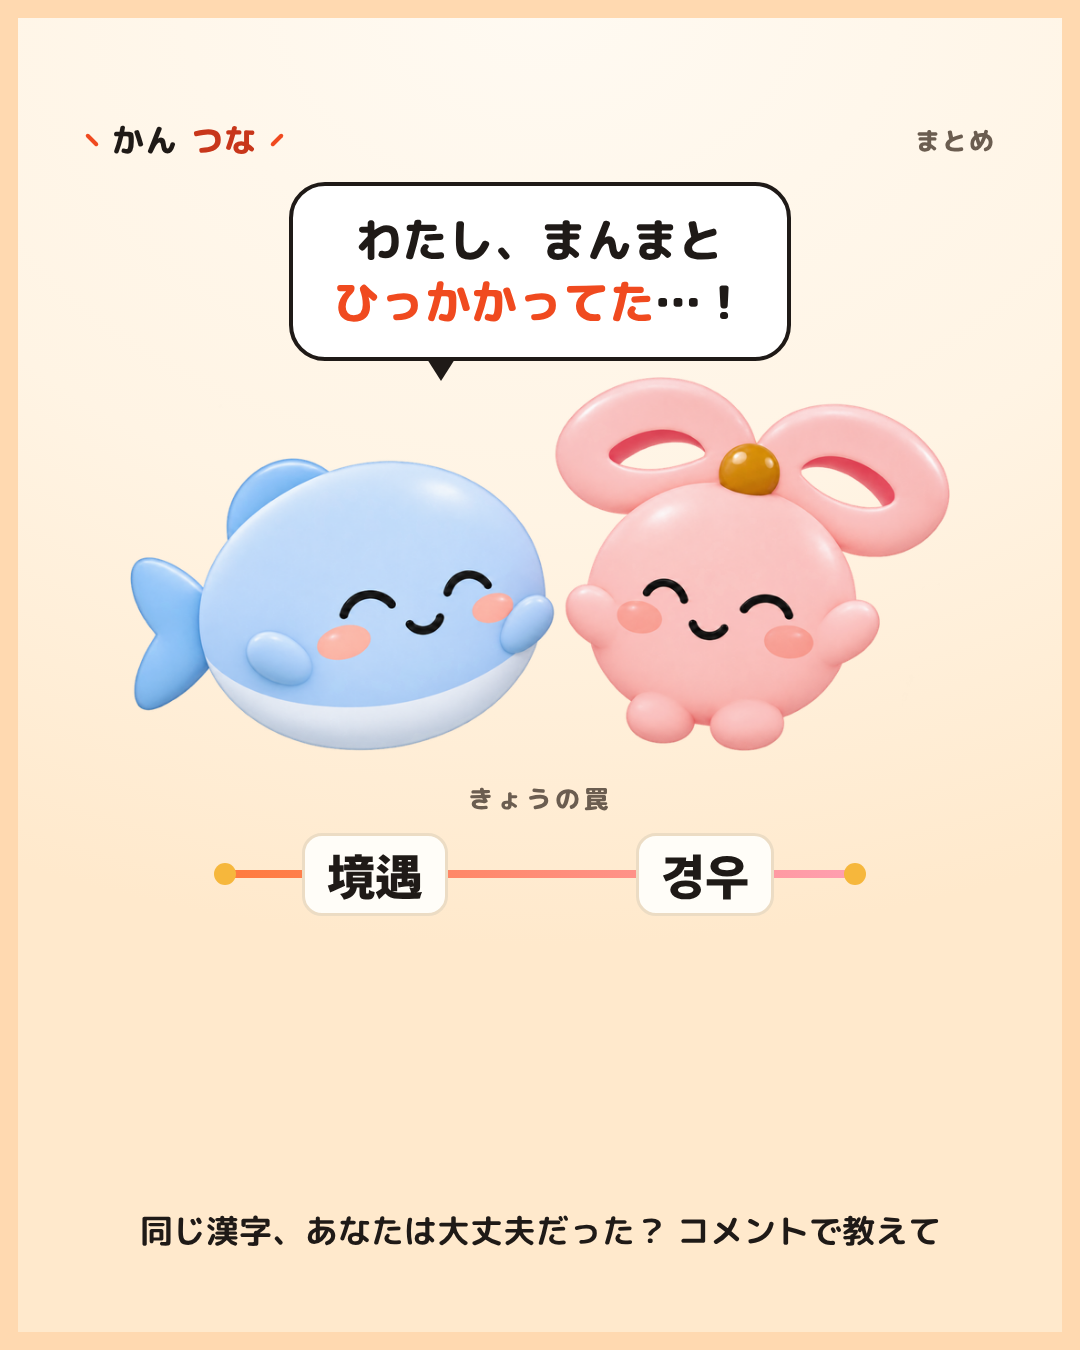 かんつな
まとめ
わたし、まんまと
ひっかかってた…！
きょうの罠
境遇
경우
同じ漢字、あなたは大丈夫だった？ コメントで教えて